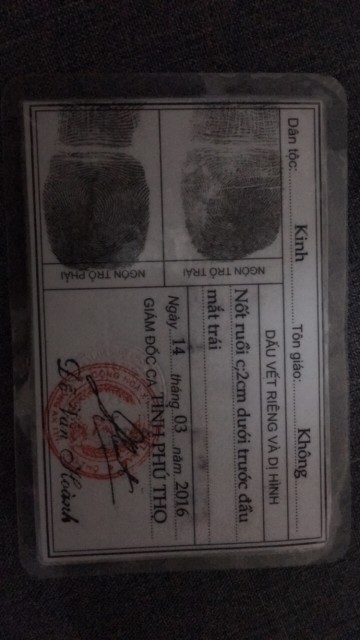 Dân tộc: Kinh Tôn giáo: Không
DẤU VẾT RIÊNG VÀ DỊ HÌNH
Nốt ruồi c;2cm dưới trước đầu
mắt trái
NGÓN TRỎ TRÁI
NGÓN TRỎ PHẢI
Ngày 14 tháng 03 năm 2016
GIÁM ĐỐC CA. TỈNH PHÚ THỌ